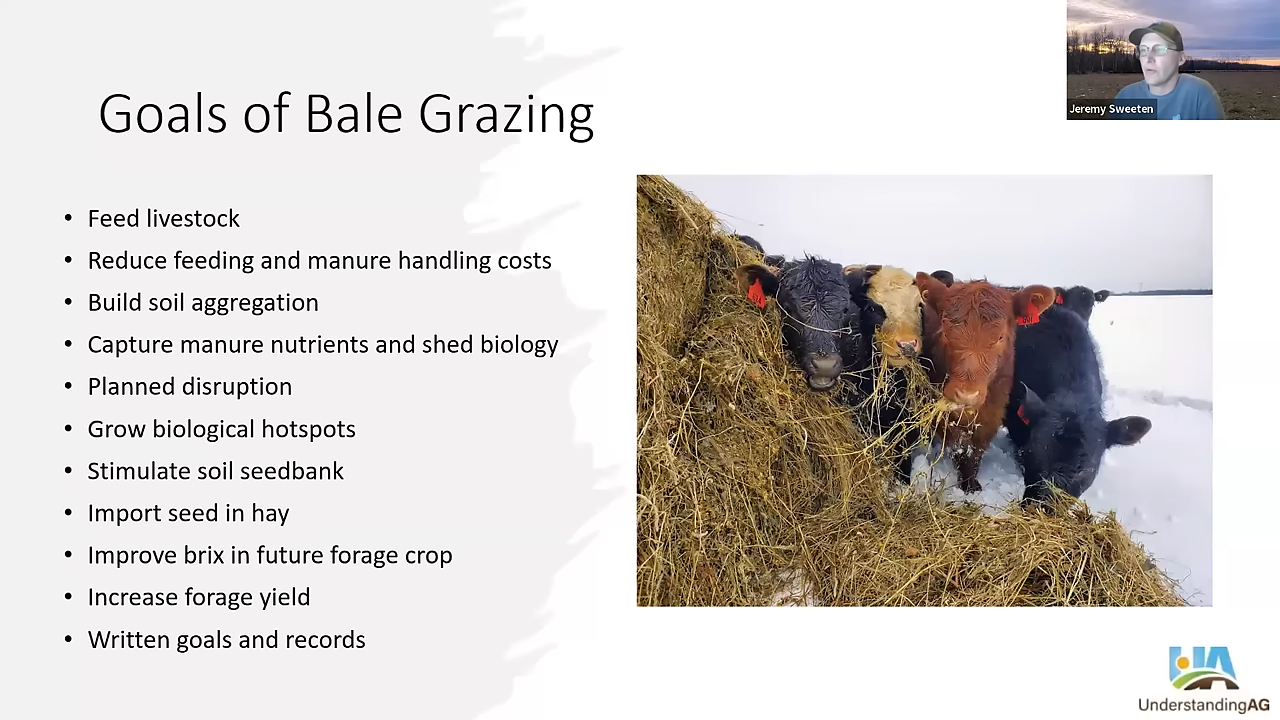 Goals of Bale Grazing
Jeremy Sweeten
• Feed livestock
• Reduce feeding and manure handling costs
• Build soil aggregation
• Capture manure nutrients and shed biology
• Planned disruption
• Grow biological hotspots
• Stimulate soil seedbank
• Import seed in hay
• Improve brix in future forage crop
• Increase forage yield
• Written goals and records
UA
UnderstandingAG